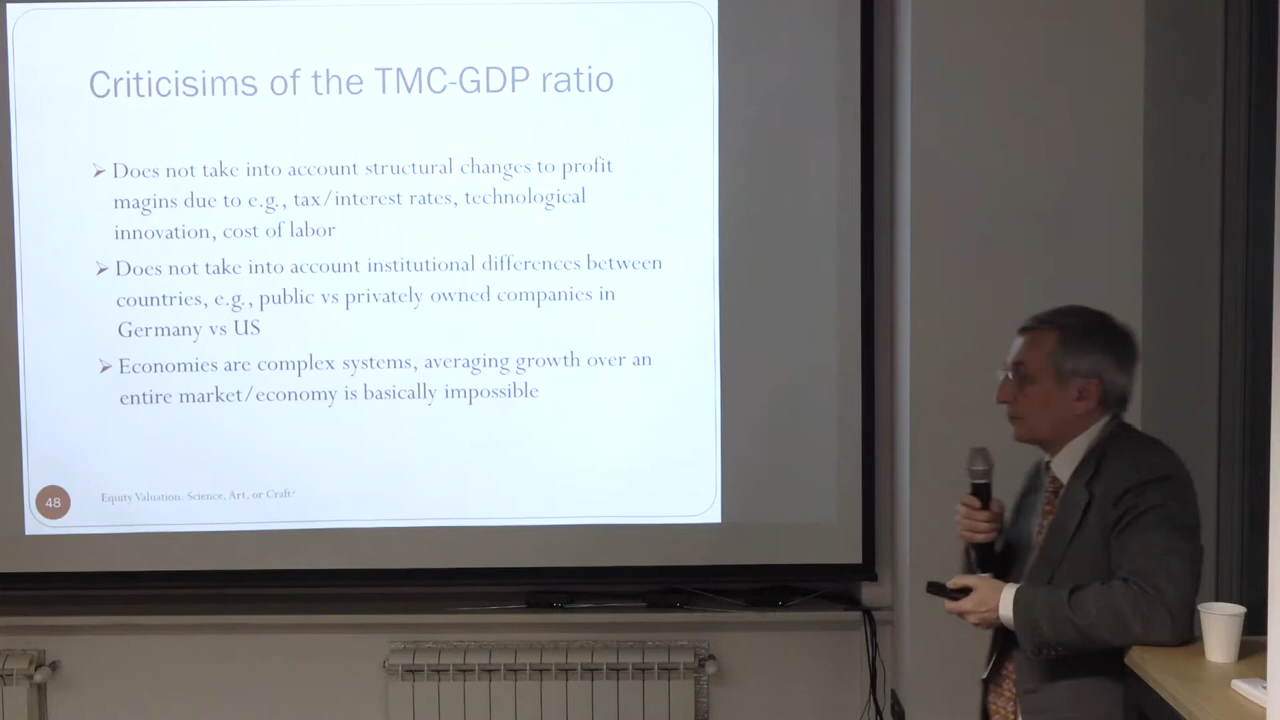 Criticisims of the TMC-GDP ratio
Does not take into account structural changes to profit
magins due to e.g., tax/interest rates, technological
innovation, cost of labor
Does not take into account institutional differences between
countries, e.g., public vs privately owned companies in
Germany vs US
Economies are complex systems, averaging growth over an
entire market/economy is basically impossible
48
Equity Valuation: Science, Art, or Craft?